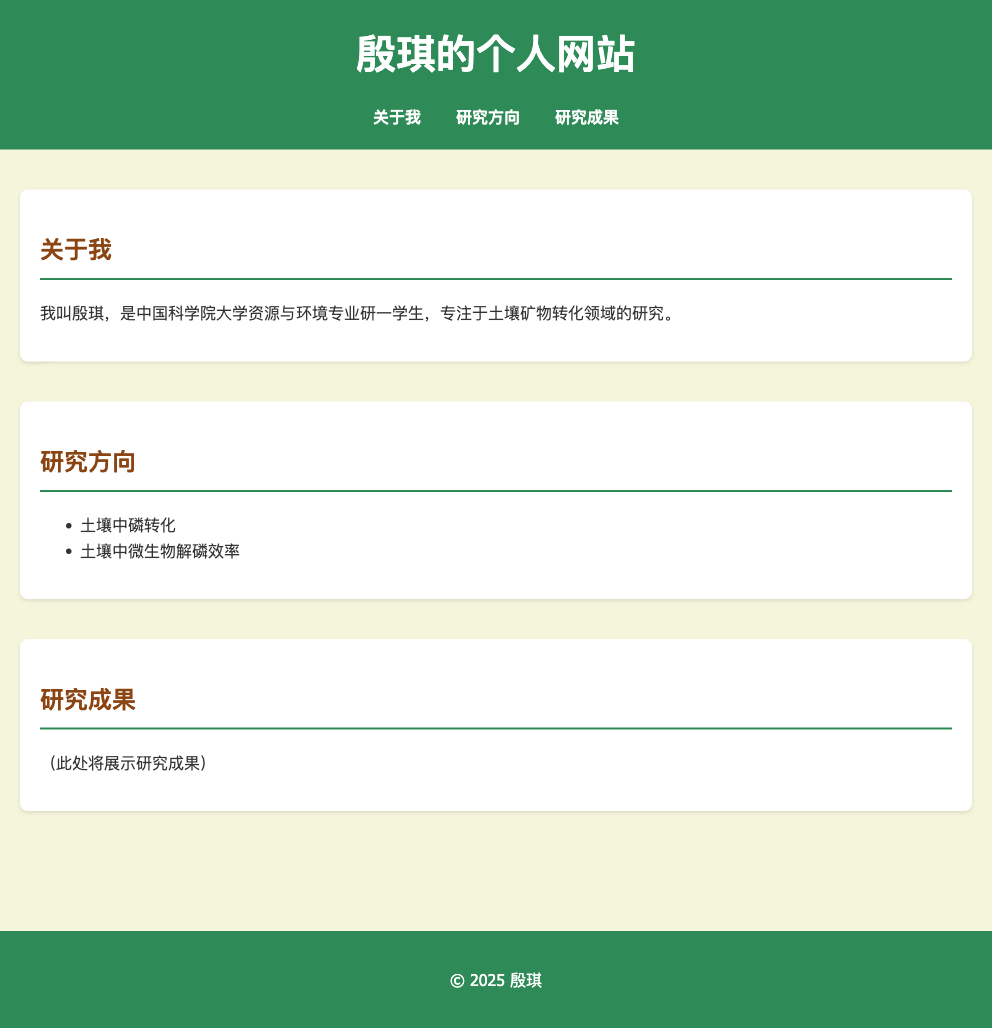 殷琪的个人网站
关于我 研究方向 研究成果
关于我
我叫殷琪，是中国科学院大学资源与环境专业研一学生，专注于土壤矿物转化领域的研究。
研究方向
• 土壤中磷转化
• 土壤中微生物解磷效率
研究成果
（此处将展示研究成果）
© 2025 殷琪